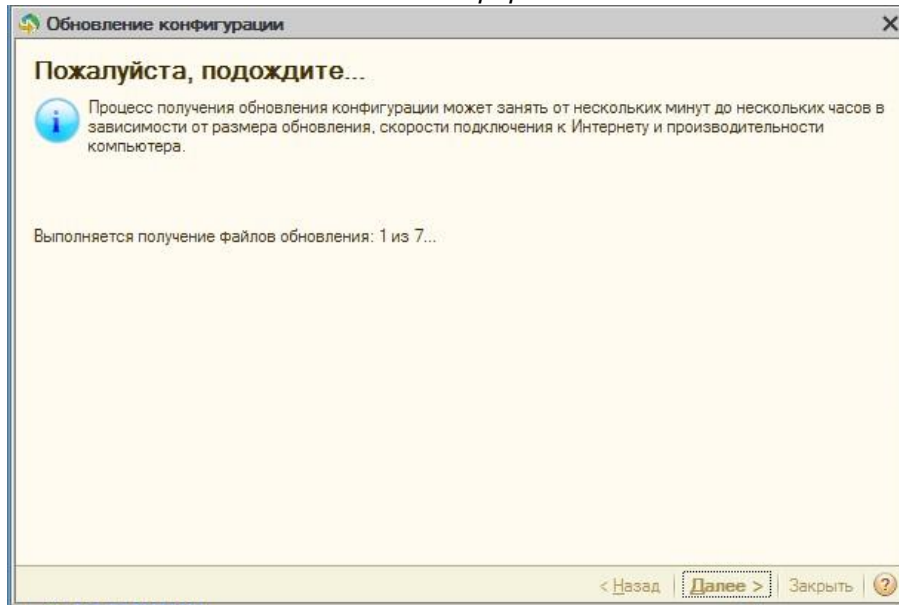 Обновление конфигурации
Пожалуйста, подождите...
Процесс получения обновления конфигурации может занять от нескольких минут до нескольких часов в
зависимости от размера обновления, скорости подключения к Интернету и производительности
компьютера.
Выполняется получение файлов обновления: 1 из 7...
< Назад Далее > Закрыть ?